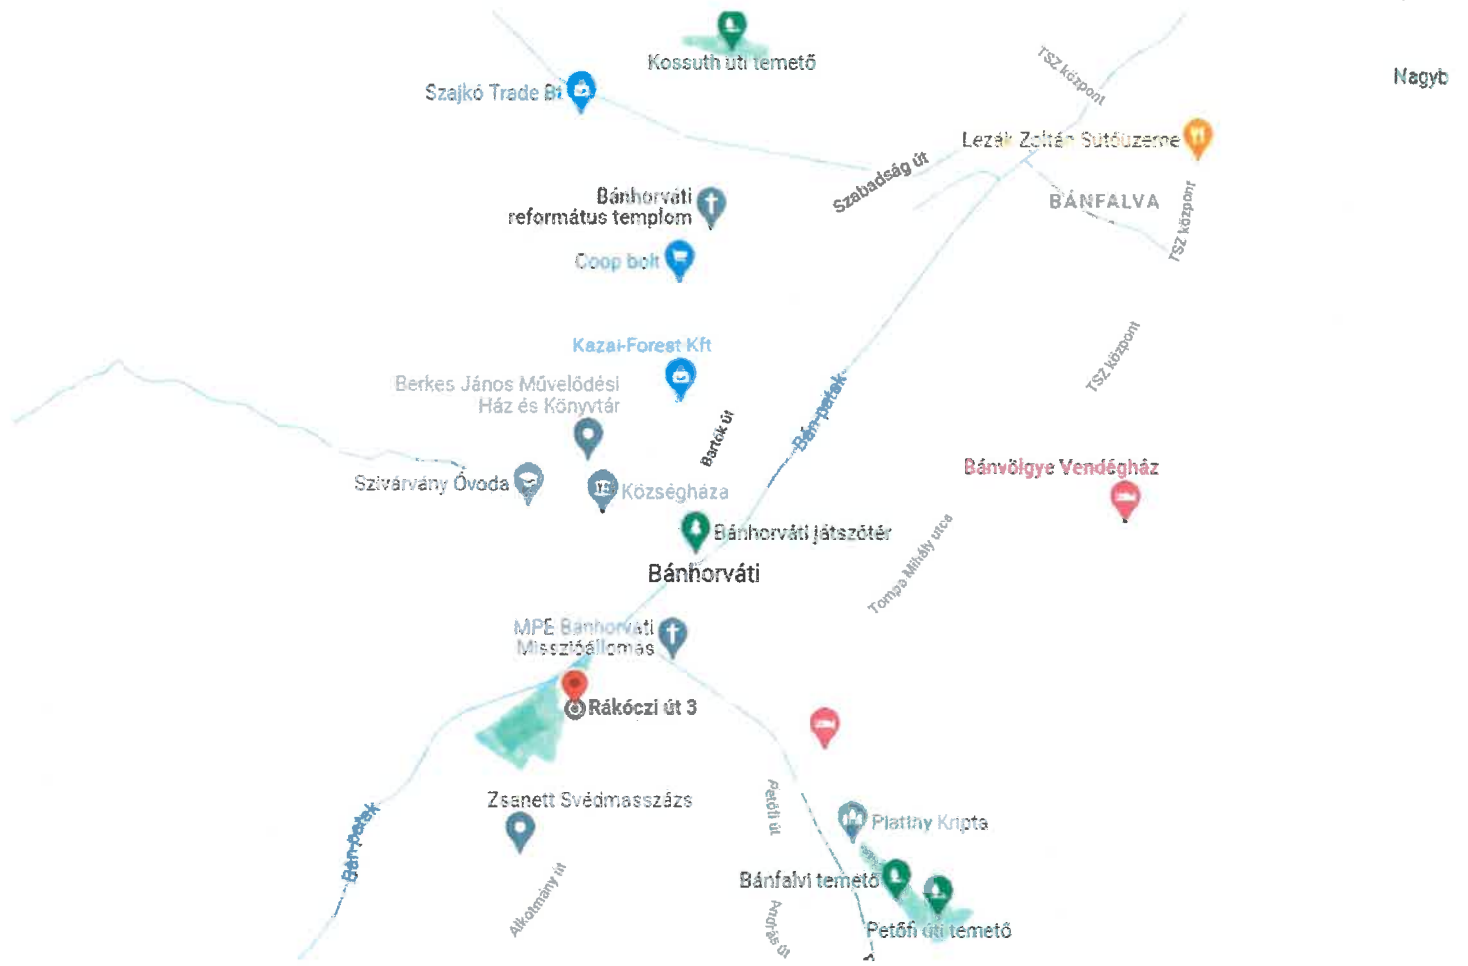 Kossuth úti temető
TSZ központ
Nagyb
Szajkó Trade Bt
Lezák Zoltán Sütőüzeme
Szabadság út
Bánhorváti
református templom
BÁNFALVA
TSZ központ
Coop bolt
Kazai-Forest Kft
TSZ központ
Berkes János Művelődési
Ház és Könyvtár
Bán-patak
Bartók út
Bánvölgye Vendégház
Szivárvány Óvoda
Községháza
Bánhorváti játszótér
Tompa Mihály utca
Bánhorváti
MPE Bánhorváti
Misszióállomás
Rákóczi út 3
Zsanett Svédmasszázs
Petőfi út
Platthy Kripta
Bán-patak
Bánfalvi temető
Alkotmány út
András út
Petőfi úti temető